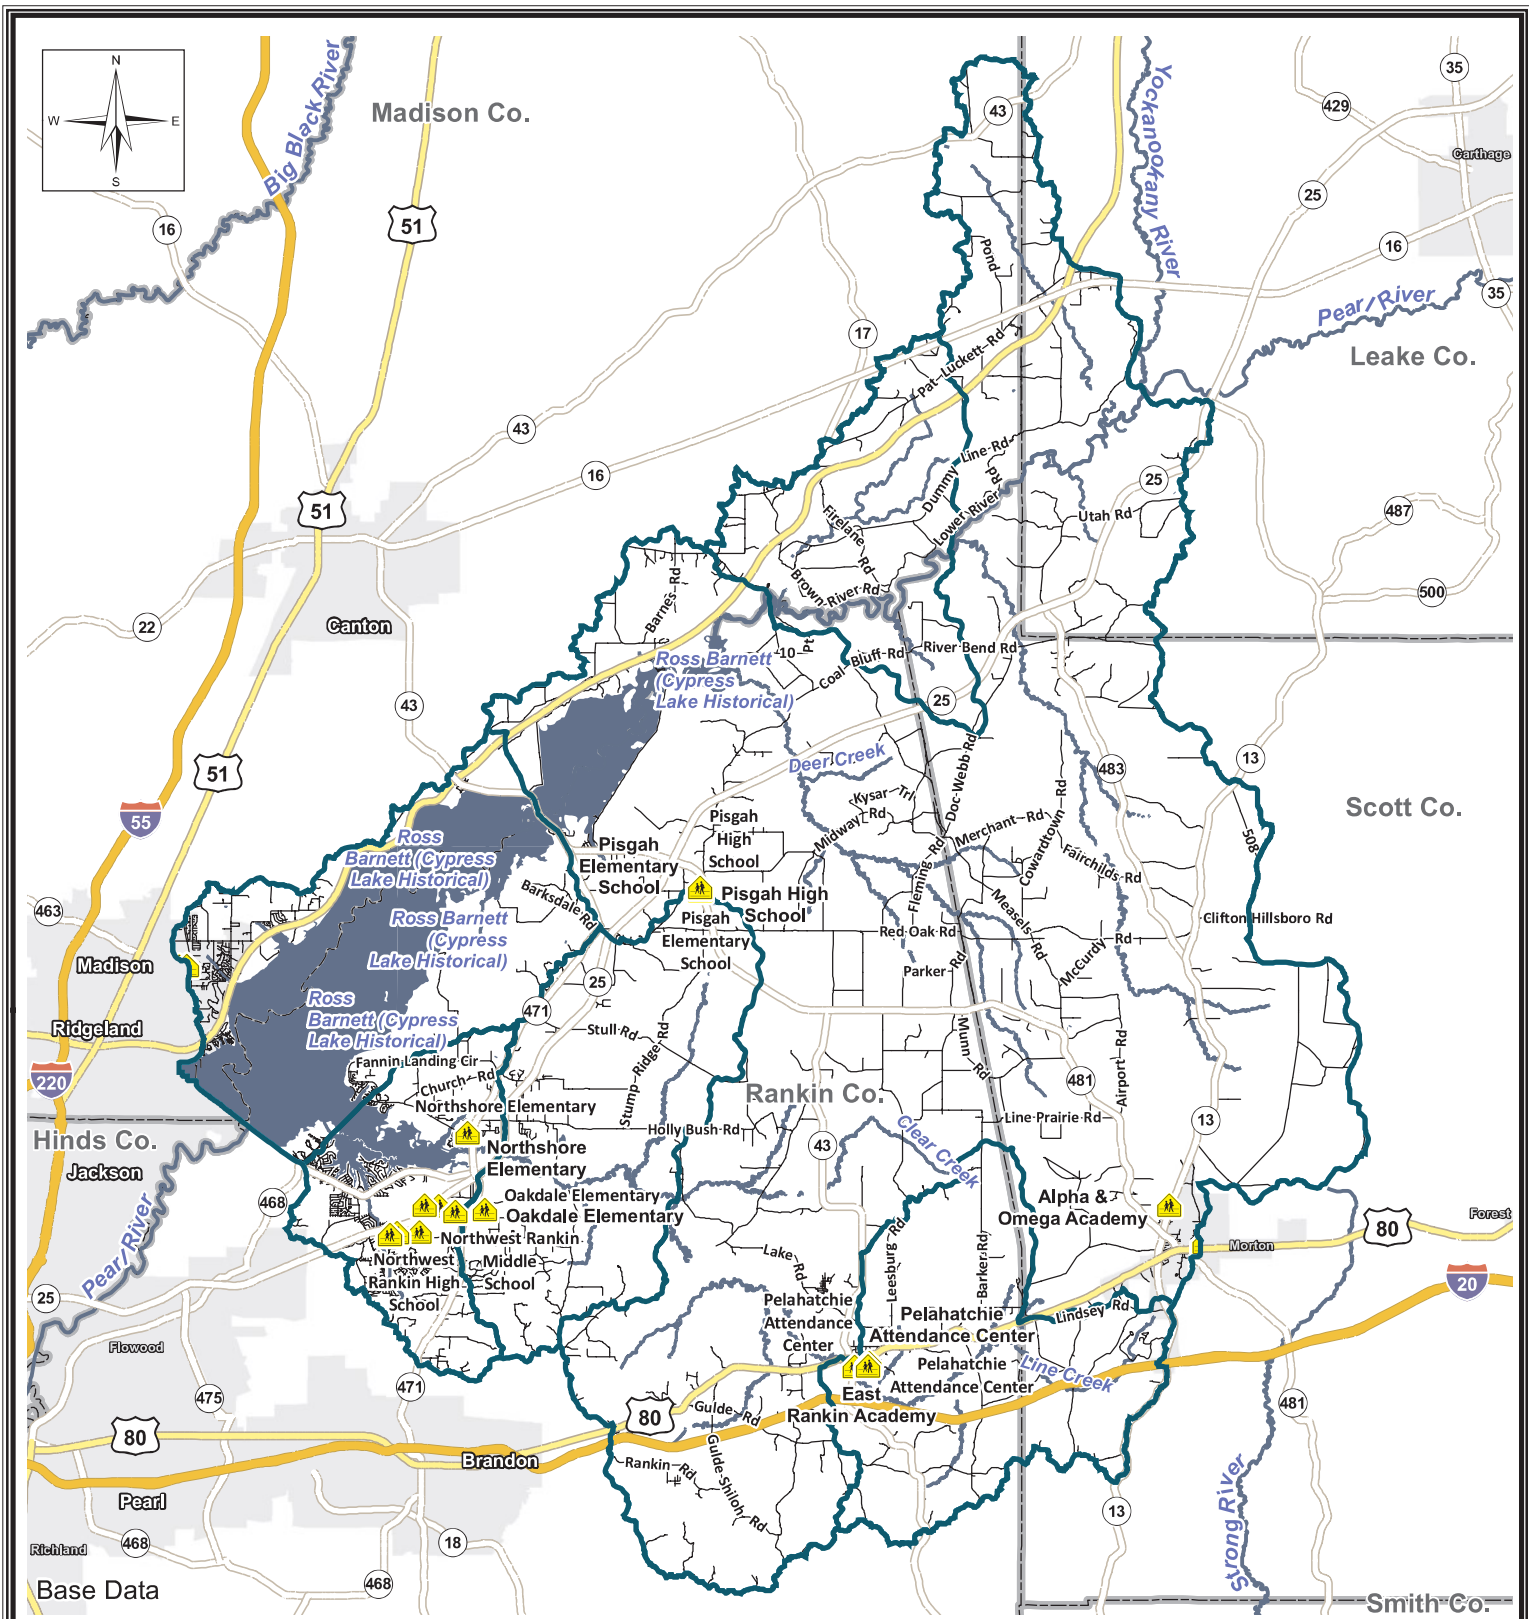 N
W
E
S
Big Black River
Madison Co.
43
Yockanookany River
35
429
Carthage
16
51
25
Pond
16
35
Pearl River
17
Leake Co.
Pat Luckett Rd
43
16
Dummy Line Rd
Rd
25
51
Firelane Rd
Lower River
Utah Rd
487
Brown River Rd
Barnes Rd
500
22
Canton
10
Pt
Coal Bluff Rd
River Bend Rd
Ross Barnett
(Cypress
Lake Historical)
43
25
51
Deer Creek
Doc Webb Rd
483
13
Kysar Trl
Scott Co.
55
Midway Rd
Merchant Rd
Cowardtown Rd
508
Pisgah
High
School
Ross
Barnett (Cypress
Lake Historical)
Pisgah
Elementary
School
Fleming Rd
Fairchilds Rd
Barksdale Rd
Pisgah High
School
Measels Rd
463
Ross Barnett
(Cypress
Lake Historical)
Pisgah
Elementary
School
Red Oak Rd
Clifton Hillsboro Rd
McCurdy Rd
Madison
Parker Rd
25
Ross
Barnett (Cypress
Lake Historical)
471
Ridgeland
Stull Rd
Stump Ridge Rd
Munn Rd
Airport Rd
Fannin Landing Cir
220
Church Rd
481
Rankin Co.
Northshore Elementary
Line Prairie Rd
13
Hinds Co.
Holly Bush Rd
Clear Creek
Northshore
Elementary
43
Jackson
468
Oakdale Elementary
Oakdale Elementary
Alpha &
Omega Academy
Pearl River
80
Forest
Northwest Rankin
Leesburg Rd
Barker Rd
Morton
Northwest
Rankin High
School
Middle
School
Lake Rd
20
25
Pelahatchie
Attendance
Center
Pelahatchie
Attendance Center
Lindsey Rd
Flowood
Pelahatchie
Attendance Center
Line Creek
475
471
East
Rankin Academy
481
80
80
Gulde Rd
Brandon
Rankin Rd
Gulde Shiloh Rd
Pearl
Strong River
13
468
18
Richland
468
Base Data
Smith Co.